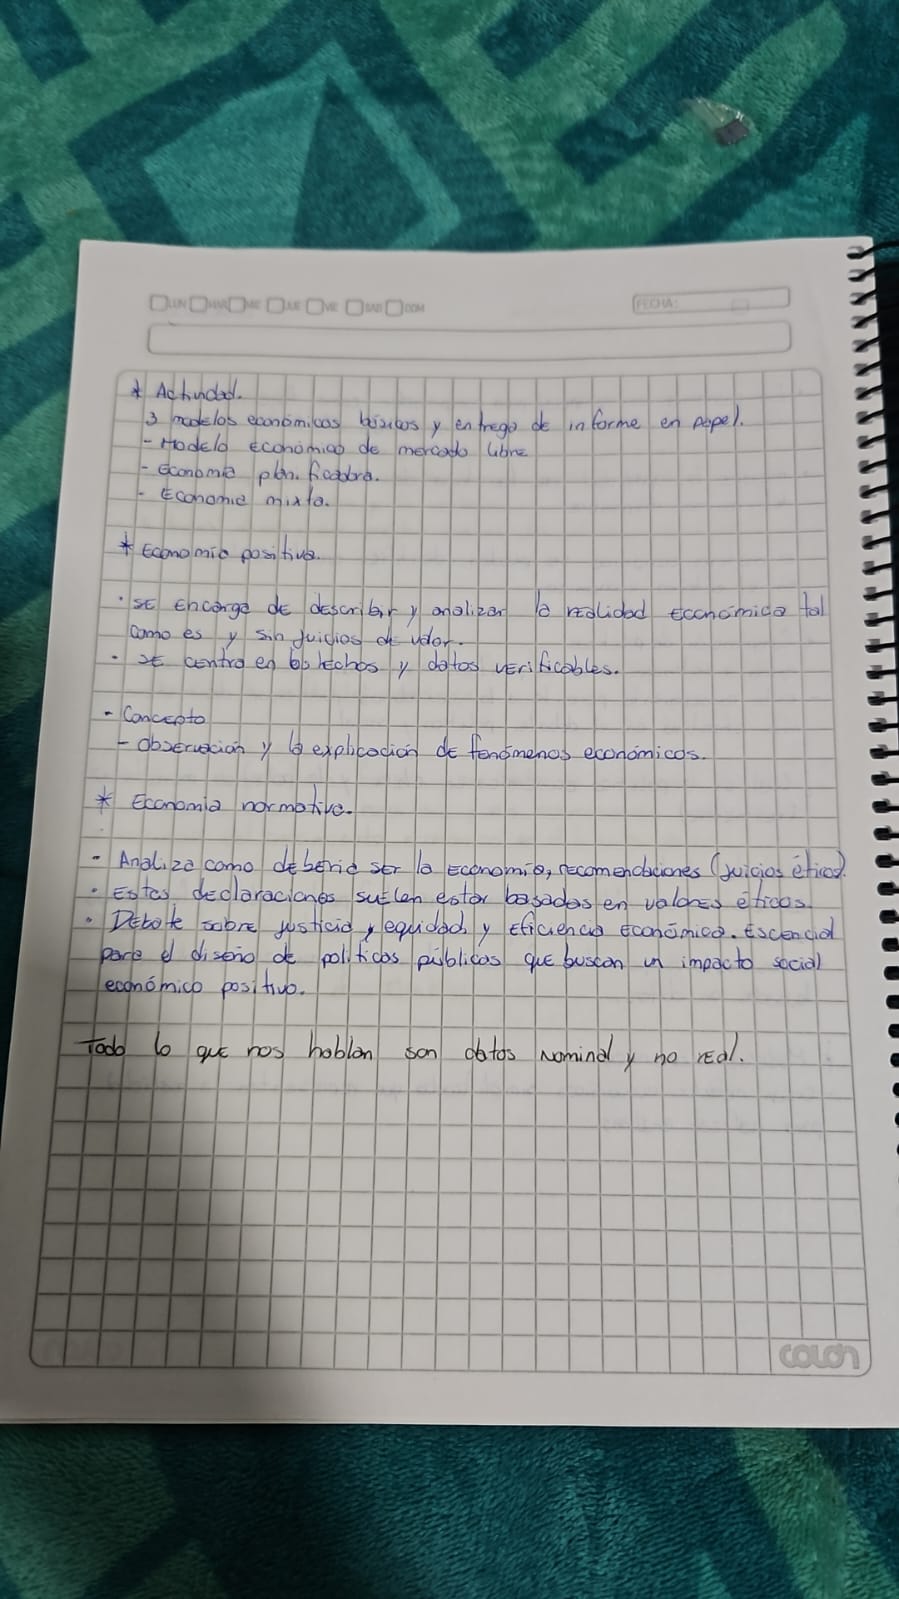 LUN MAR MIE JUE VIE SAB DOM FECHA:
* Actividad.
3 modelos económicos básicos y entrega de informe en papel.
- Modelo económico de mercado libre
- Economía planificadora.
- Economia mixta.
* Economía positiva.
· SE encarga de describir y analizar la realidad económica tal
como es y sin juicios de valor.
· SE centra en los hechos y datos verificables.
- Concepto
- Observación y la explicación de fenómenos económicos.
* Economía normativa.
- Analiza como deberia ser la economía, recomendaciones (juicios éticos).
· Estas declaraciones suelen estar basadas en valores éticos.
· Debate sobre justicia, equidad y eficiencia económica. Escencial
para el diseño de políticas públicas que buscan un impacto social
económico positivo.
Todo lo que nos hablan son datos nominal y no real.
COLON